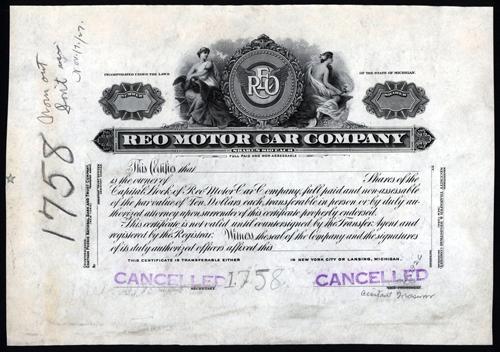 INCORPORATED UNDER THE LAWS
OF THE STATE OF MICHIGAN.
REO
REO MOTOR CAR COMPANY
SHARES $10 EACH
FULL PAID AND NON-ASSESSABLE
This Certifies that
is the owner of Shares of the
Capital Stock of Reo Motor Car Company, full paid and non-assessable
of the par value of Ten Dollars each, transferable in person or by duly au-
thorized attorney upon surrender of this certificate properly endorsed.
This certificate is not valid until countersigned by the Transfer Agent and
registered by the Registrar. Witness the seal of the Company and the signatures
of its duly authorized officers affixed this
THIS CERTIFICATE IS TRANSFERABLE EITHER
IN NEW YORK CITY OR LANSING, MICHIGAN.
CANCELLED
1758.
CANCELLED
SECRETARY
1758